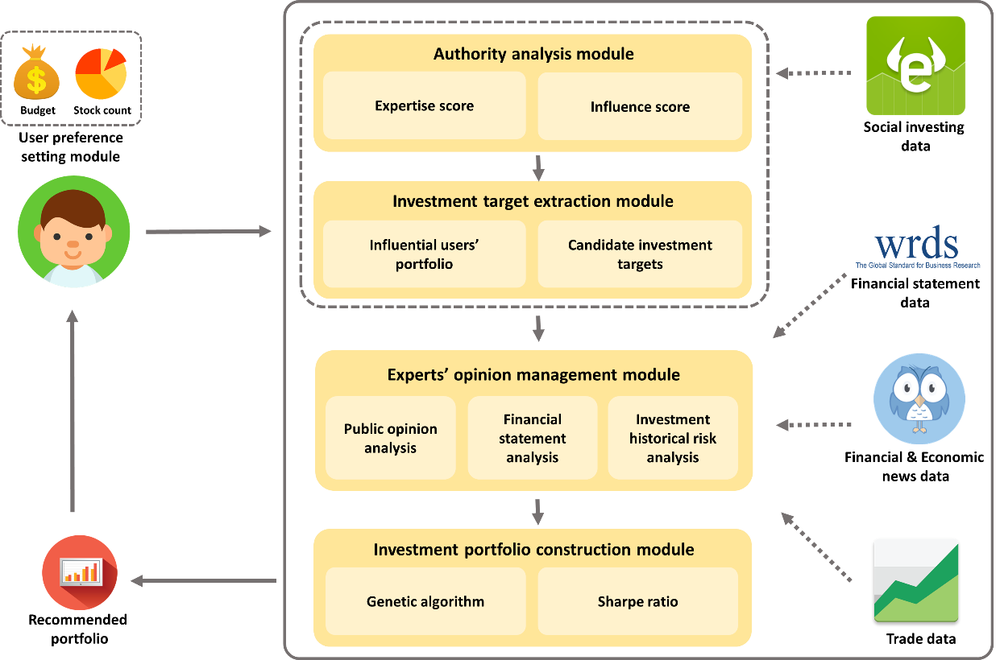 Budget
Stock count
User preference
setting module
Authority analysis module
Expertise score
Influence score
Investment target extraction module
Influential users’
portfolio
Candidate investment
targets
Experts’ opinion management module
Public opinion
analysis
Financial
statement
analysis
Investment
historical risk
analysis
Investment portfolio construction module
Genetic algorithm
Sharpe ratio
e
Social investing
data
wrds
The Global Standard for Business Research
Financial statement
data
Financial & Economic
news data
Trade data
Recommended
portfolio
$